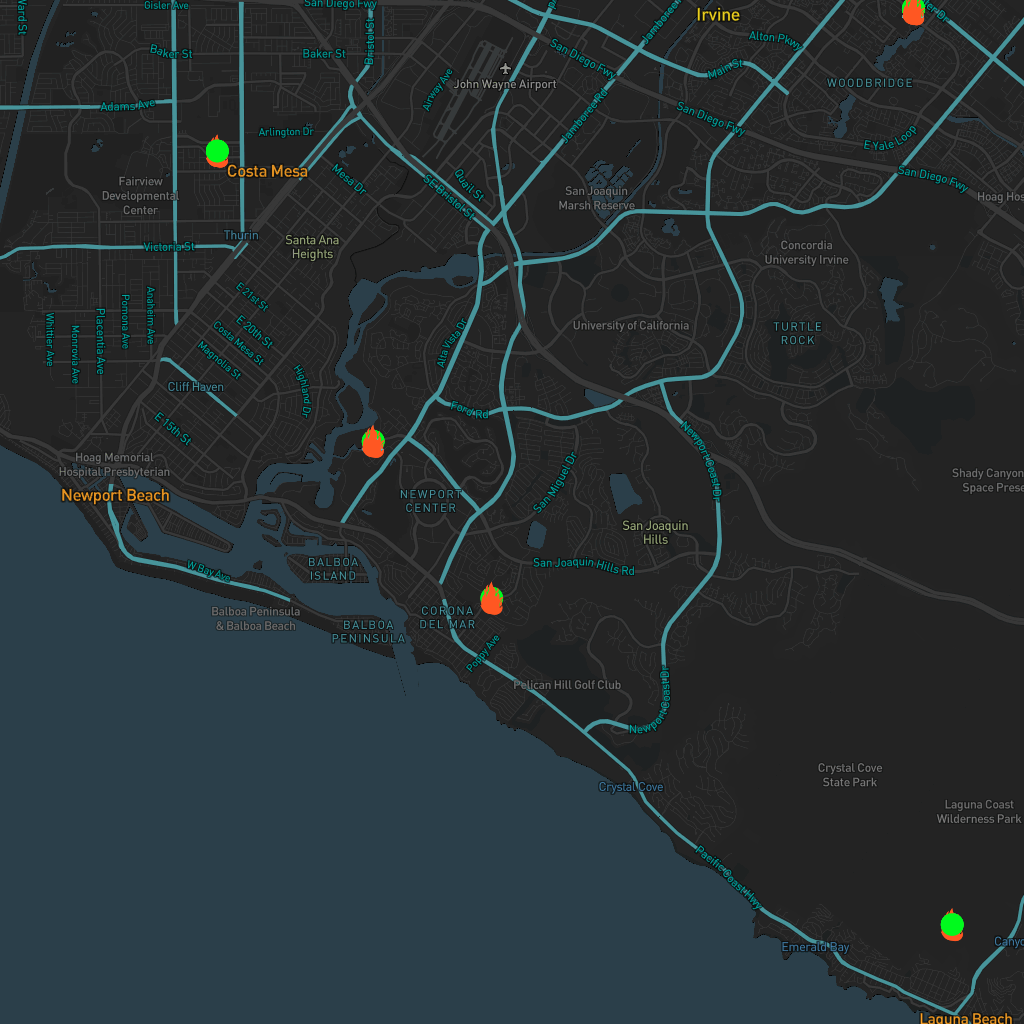 Gisler Ave
San Diego Fwy
Irvine
Ward St
Bristol St
Jamboree
Baker St
Baker St
Alton Pkwy
San Diego Fwy
Main St
WOODBRIDGE
John Wayne Airport
Airway Ave
Adams Ave
Jamboree Rd
San Diego Fwy
Arlington Dr
E Yale Loop
Costa Mesa
Mesa Dr
SE Bristol St
Quail St
San Diego Fwy
Fairview
Developmental
Center
San Joaquin
Marsh Reserve
Hoag Hos
Thurin
Victoria St
Santa Ana
Heights
Concordia
University Irvine
E 21st St
E 20th St
Costa Mesa St
Magnolia St
Anaheim Ave
Pomona Ave
Placentia Ave
Monrovia Ave
Whittier Ave
University of California
TURTLE
ROCK
Alta Vista Dr
Highland Dr
Cliff Haven
Ford Rd
E 15th St
Newport Coast Dr
Hoag Memorial
Hospital Presbyterian
Newport Beach
NEWPORT
CENTER
San Miguel Dr
Shady Canyon
Space Prese
San Joaquin
Hills
San Joaquin Hills Rd
W Bay Ave
BALBOA
ISLAND
Balboa Peninsula
& Balboa Beach
BALBOA
PENINSULA
CORONA
DEL MAR
Poppy Ave
Pelican Hill Golf Club
Newport Coast Dr
Crystal Cove
State Park
Crystal Cove
Laguna Coast
Wilderness Park
Pacific Coast Hwy
Emerald Bay
Canyo
Laguna Beach